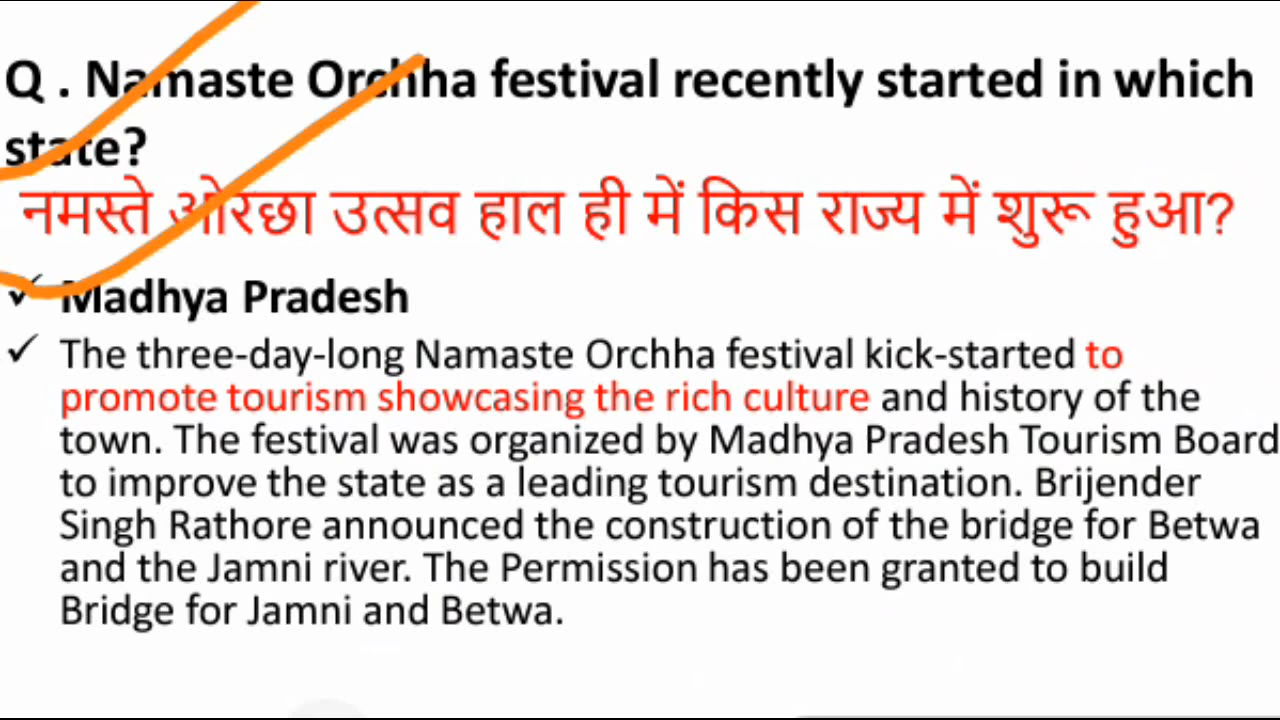 Q . Namaste Orchha festival recently started in which
state?
नमस्ते ओरछा उत्सव हाल ही में किस राज्य में शुरू हुआ?
✓ Madhya Pradesh
✓ The three-day-long Namaste Orchha festival kick-started to
promote tourism showcasing the rich culture and history of the
town. The festival was organized by Madhya Pradesh Tourism Board
to improve the state as a leading tourism destination. Brijender
Singh Rathore announced the construction of the bridge for Betwa
and the Jamni river. The Permission has been granted to build
Bridge for Jamni and Betwa.